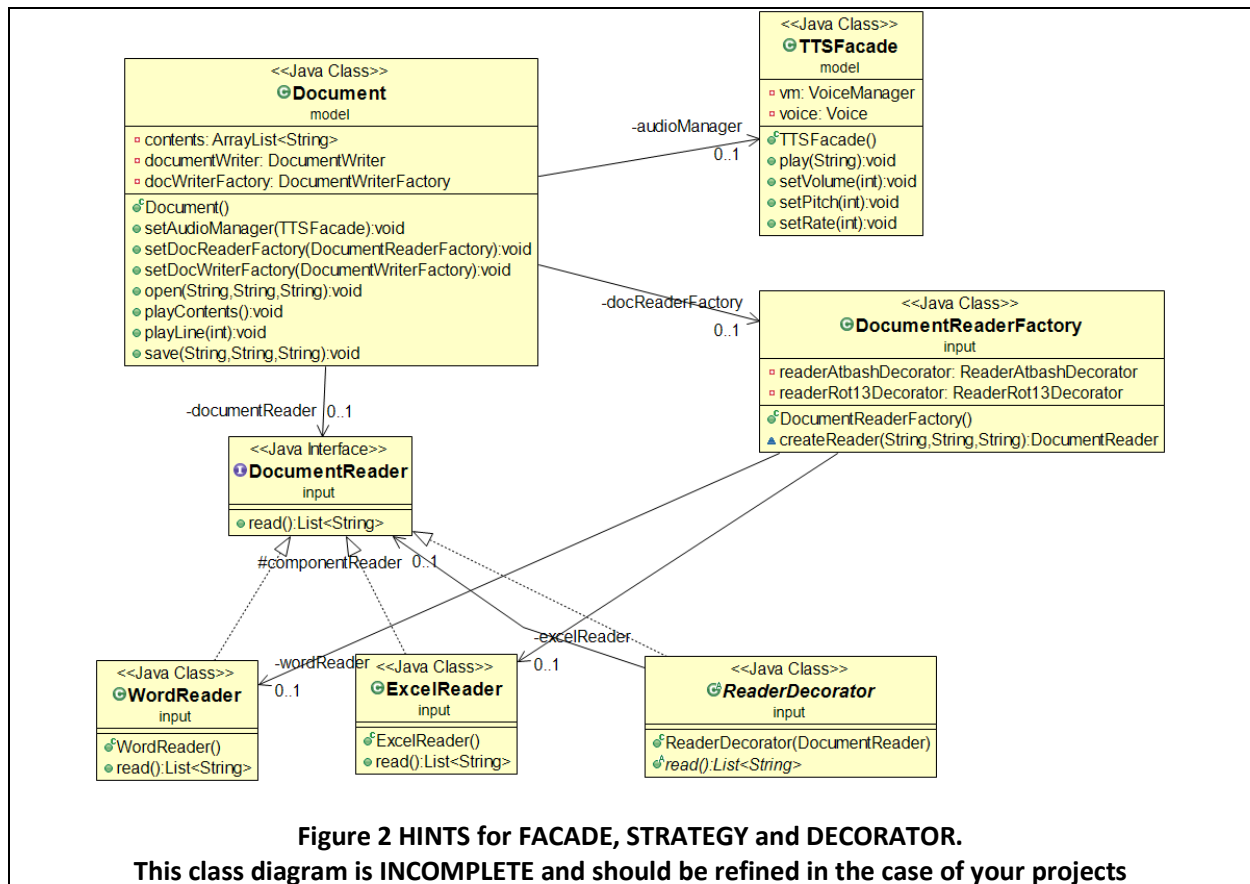 <<Java Class>>
TTSFacade
model
vm: VoiceManager
voice: Voice
TTSFacade()
play(String):void
setVolume(int):void
setPitch(int):void
setRate(int):void
<<Java Class>>
Document
model
contents: ArrayList<String>
documentWriter: DocumentWriter
docWriterFactory: DocumentWriterFactory
Document()
setAudioManager(TTSFacade):void
setDocReaderFactory(DocumentReaderFactory):void
setDocWriterFactory(DocumentWriterFactory):void
open(String,String,String):void
playContents():void
playLine(int):void
save(String,String,String):void
-audioManager
0..1
-docReaderFactory
0..1
<<Java Class>>
DocumentReaderFactory
input
readerAtbashDecorator: ReaderAtbashDecorator
readerRot13Decorator: ReaderRot13Decorator
DocumentReaderFactory()
createReader(String,String,String):DocumentReader
-documentReader
0..1
<<Java Interface>>
DocumentReader
input
read():List<String>
#componentReader
0..1
-wordReader
0..1
-excelReader
0..1
<<Java Class>>
WordReader
input
WordReader()
read():List<String>
<<Java Class>>
ExcelReader
input
ExcelReader()
read():List<String>
<<Java Class>>
ReaderDecorator
input
ReaderDecorator(DocumentReader)
read():List<String>
Figure 2 HINTS for FACADE, STRATEGY and DECORATOR.
This class diagram is INCOMPLETE and should be refined in the case of your projects